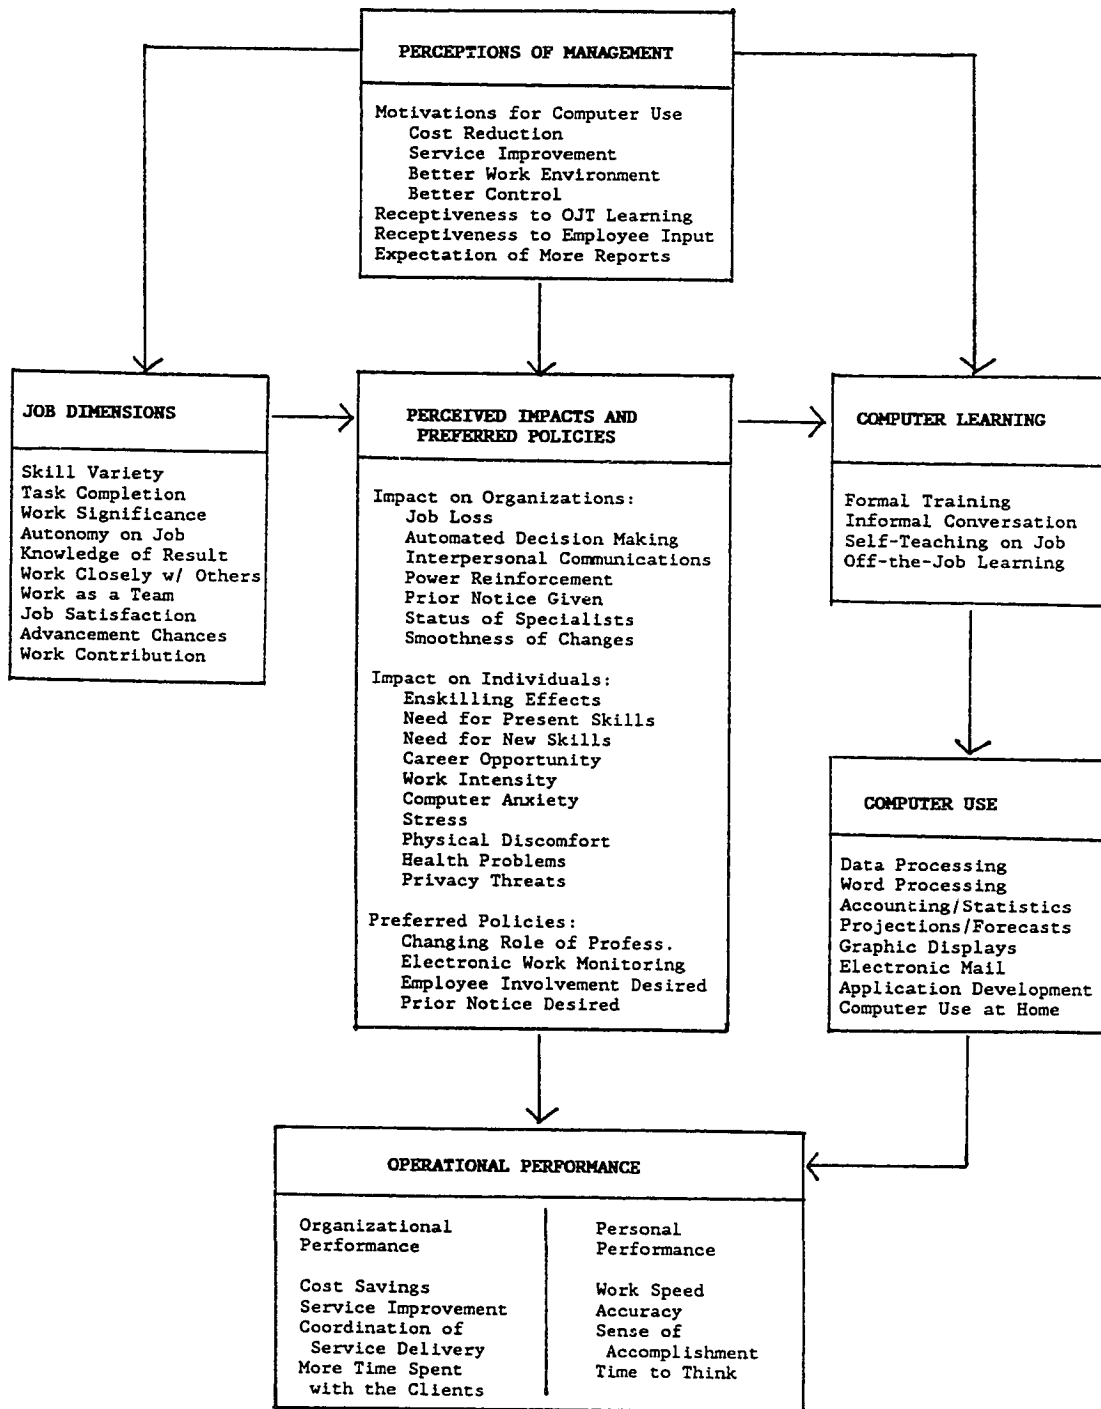 PERCEPTIONS OF MANAGEMENT
Motivations for Computer Use
Cost Reduction
Service Improvement
Better Work Environment
Better Control
Receptiveness to OJT Learning
Receptiveness to Employee Input
Expectation of More Reports
JOB DIMENSIONS
Skill Variety
Task Completion
Work Significance
Autonomy on Job
Knowledge of Result
Work Closely w/ Others
Work as a Team
Job Satisfaction
Advancement Chances
Work Contribution
PERCEIVED IMPACTS AND
PREFERRED POLICIES
Impact on Organizations:
Job Loss
Automated Decision Making
Interpersonal Communications
Power Reinforcement
Prior Notice Given
Status of Specialists
Smoothness of Changes
Impact on Individuals:
Enskilling Effects
Need for Present Skills
Need for New Skills
Career Opportunity
Work Intensity
Computer Anxiety
Stress
Physical Discomfort
Health Problems
Privacy Threats
Preferred Policies:
Changing Role of Profess.
Electronic Work Monitoring
Employee Involvement Desired
Prior Notice Desired
COMPUTER LEARNING
Formal Training
Informal Conversation
Self-Teaching on Job
Off-the-Job Learning
COMPUTER USE
Data Processing
Word Processing
Accounting/Statistics
Projections/Forecasts
Graphic Displays
Electronic Mail
Application Development
Computer Use at Home
OPERATIONAL PERFORMANCE
Organizational
Performance
Cost Savings
Service Improvement
Coordination of
Service Delivery
More Time Spent
with the Clients
Personal
Performance
Work Speed
Accuracy
Sense of
Accomplishment
Time to Think